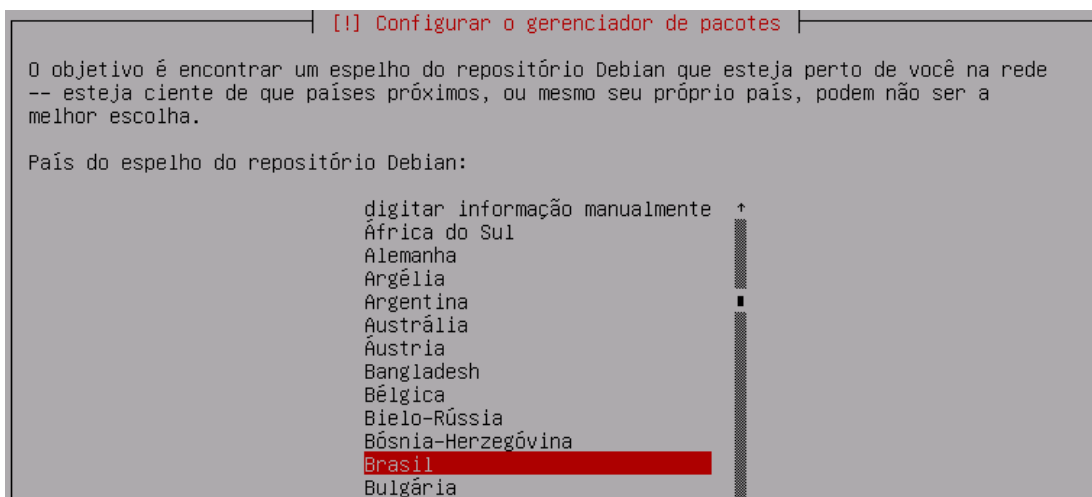 [!] Configurar o gerenciador de pacotes
O objetivo é encontrar um espelho do repositório Debian que esteja perto de você na rede
-- esteja ciente de que países próximos, ou mesmo seu próprio país, podem não ser a
melhor escolha.
País do espelho do repositório Debian:
digitar informação manualmente
África do Sul
Alemanha
Argélia
Argentina
Austrália
Áustria
Bangladesh
Bélgica
Bielo-Rússia
Bósnia-Herzegóvina
Brasil
Bulgária